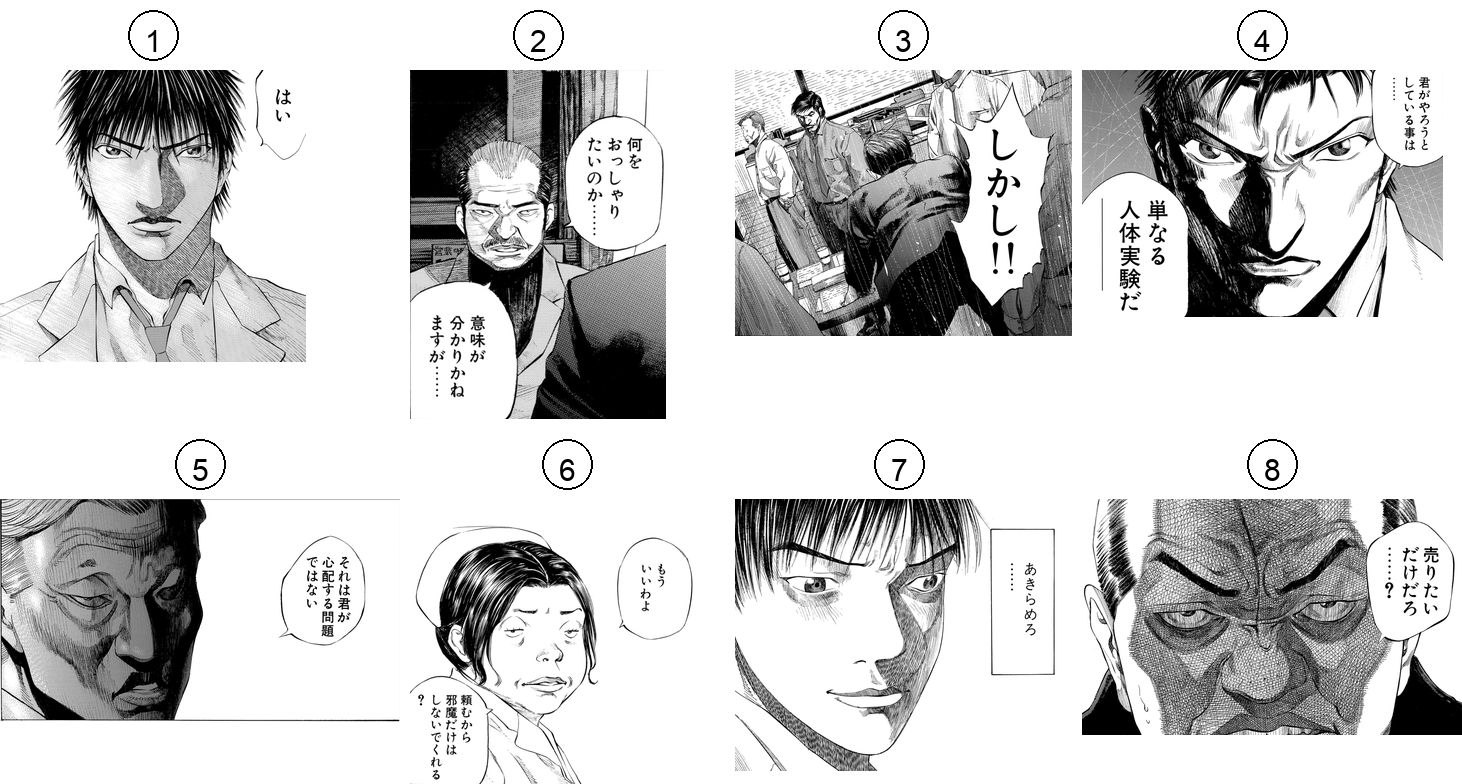 1
はい
2
何を
おっしゃり
たいのか……
意味が
分かりかね
ますが……
3
しかし!!
4
君がやろうと
している事は
……
単なる
人体実験だ
──
5
それは君が
心配する問題
ではない
6
もう
いいわよ
頼むから
邪魔だけは
しないでくれる
?
7
あきらめろ
……
8
売りたい
だけだろ
……?